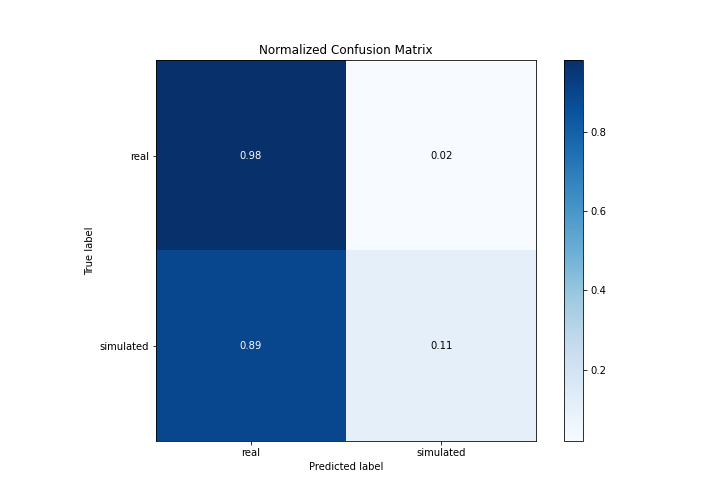 Normalized Confusion Matrix
True label
real
0.98
0.02
simulated
0.89
0.11
real
simulated
Predicted label
0.8
0.6
0.4
0.2